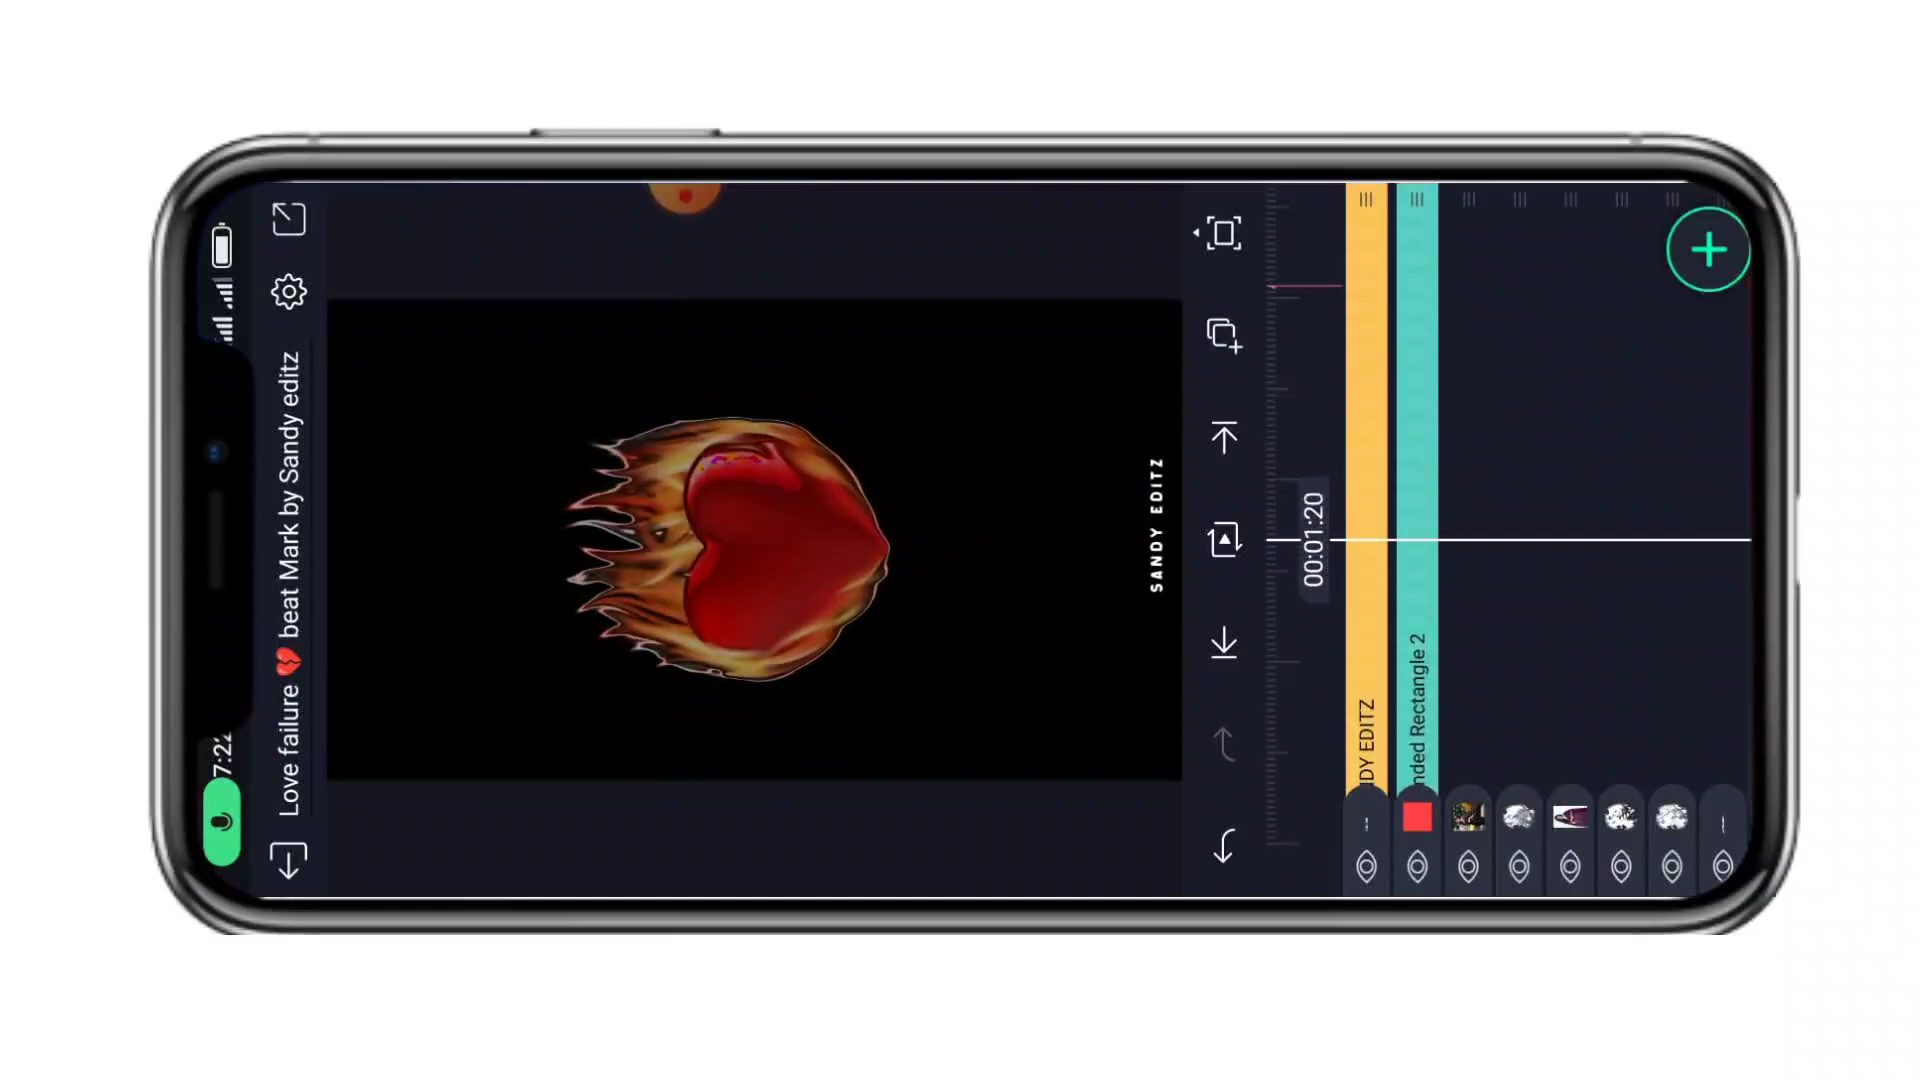 7:22
Love failure 💔 beat Mark by Sandy editz
SANDY EDITZ
00:01:20
DY EDITZ
nded Rectangle 2